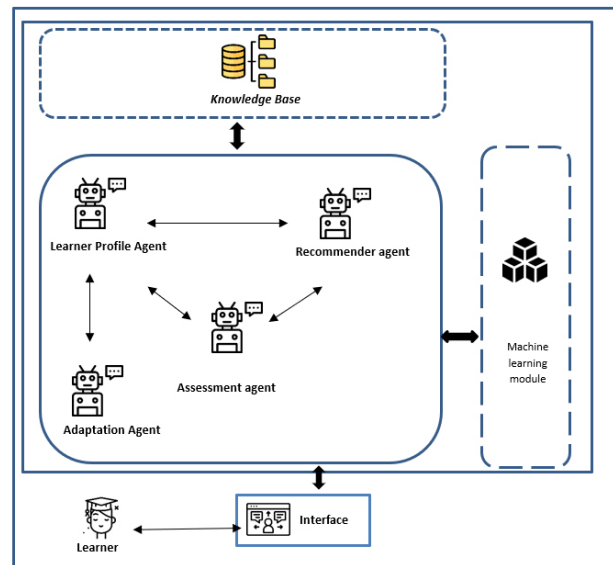 Knowledge Base
Learner Profile Agent
Recommender agent
Assessment agent
Adaptation Agent
Machine
learning
module
Interface
Learner